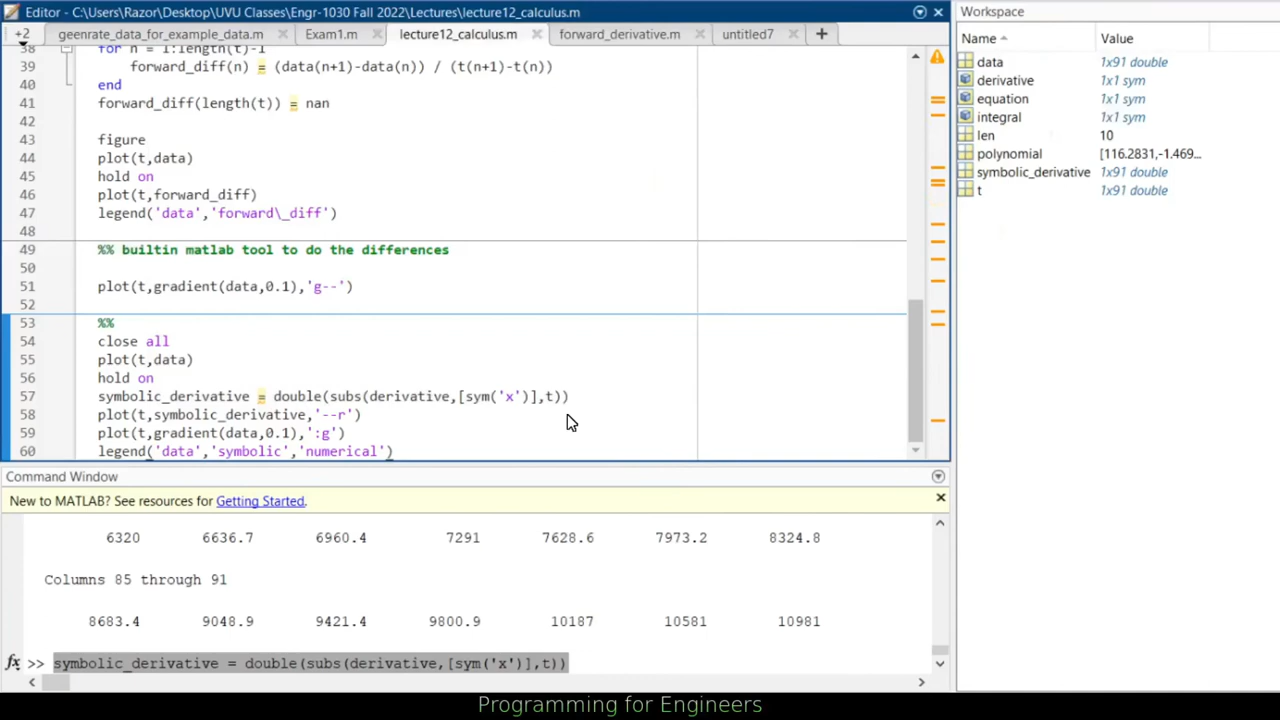 Editor - C:\Users\Razor\Desktop\UVU Classes\Engr-1030 Fall 2022\Lectures\lecture12_calculus.m
+2 geenrate_data_for_example_data.m Exam1.m lecture12_calculus.m forward_derivative.m untitled7
38 for n = 1:length(t)-1
39 forward_diff(n) = (data(n+1)-data(n)) / (t(n+1)-t(n))
40 end
41 forward_diff(length(t)) = nan
42
43 figure
44 plot(t,data)
45 hold on
46 plot(t,forward_diff)
47 legend('data','forward\_diff')
48
49 %% builtin matlab tool to do the differences
50
51 plot(t,gradient(data,0.1),'g--')
52
53 %%
54 close all
55 plot(t,data)
56 hold on
57 symbolic_derivative = double(subs(derivative,[sym('x')],t))
58 plot(t,symbolic_derivative,'--r')
59 plot(t,gradient(data,0.1),':g')
60 legend('data','symbolic','numerical')
Command Window
New to MATLAB? See resources for Getting Started.
6320 6636.7 6960.4 7291 7628.6 7973.2 8324.8
Columns 85 through 91
8683.4 9048.9 9421.4 9800.9 10187 10581 10981
fx >> symbolic_derivative = double(subs(derivative,[sym('x')],t))
Workspace
Name Value
data 1x91 double
derivative 1x1 sym
equation 1x1 sym
integral 1x1 sym
len 10
polynomial [116.2831,-1.469...
symbolic_derivative 1x91 double
t 1x91 double
Programming for Engineers